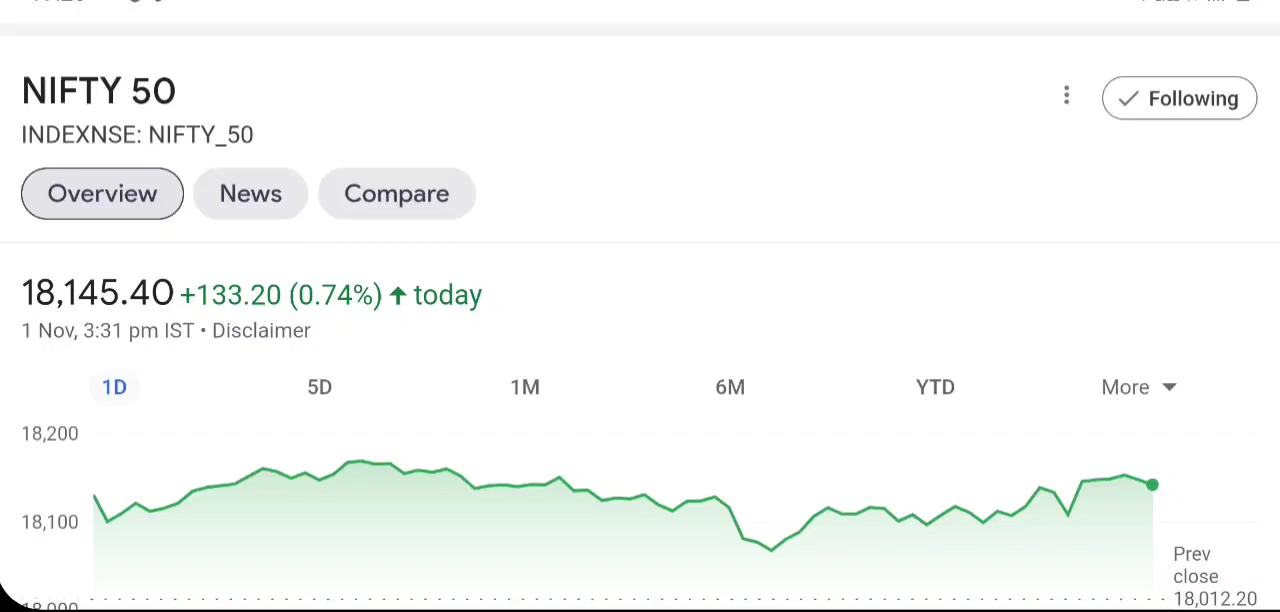 NIFTY 50
Following
INDEXNSE: NIFTY_50
Overview News Compare
18,145.40 +133.20 (0.74%) ↑ today
1 Nov, 3:31 pm IST • Disclaimer
1D 5D 1M 6M YTD More
18,200
18,100
Prev
close
18,012.20
18,000